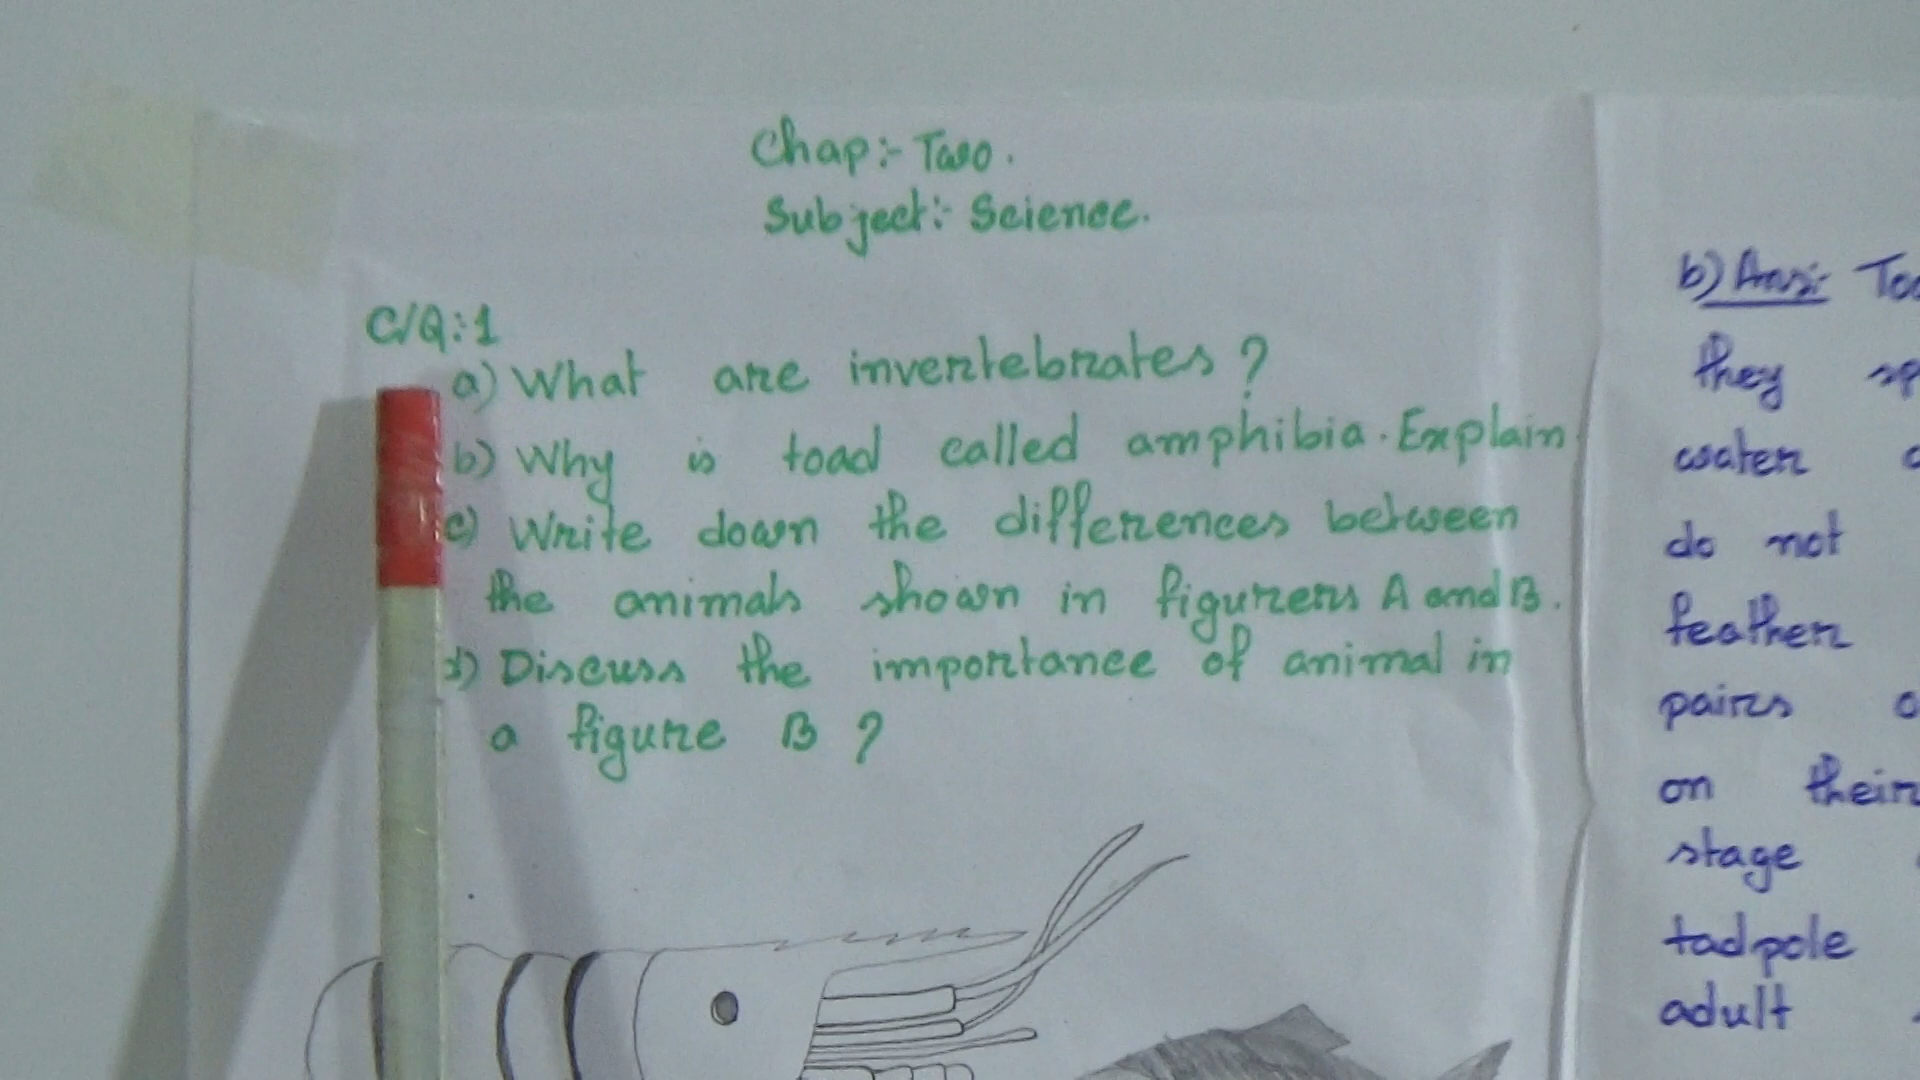 Chap:- Two.
Subject:- Science.
C/Q:1
a) What are invertebrates?
b) Why is toad called amphibia. Explain
c) Write down the differences between
the animals shown in figurers A and B.
d) Discuss the importance of animal in
a figure B ?
b) Ans:-
they
water
do not
feather
pairs
on their
stage
tadpole
adult